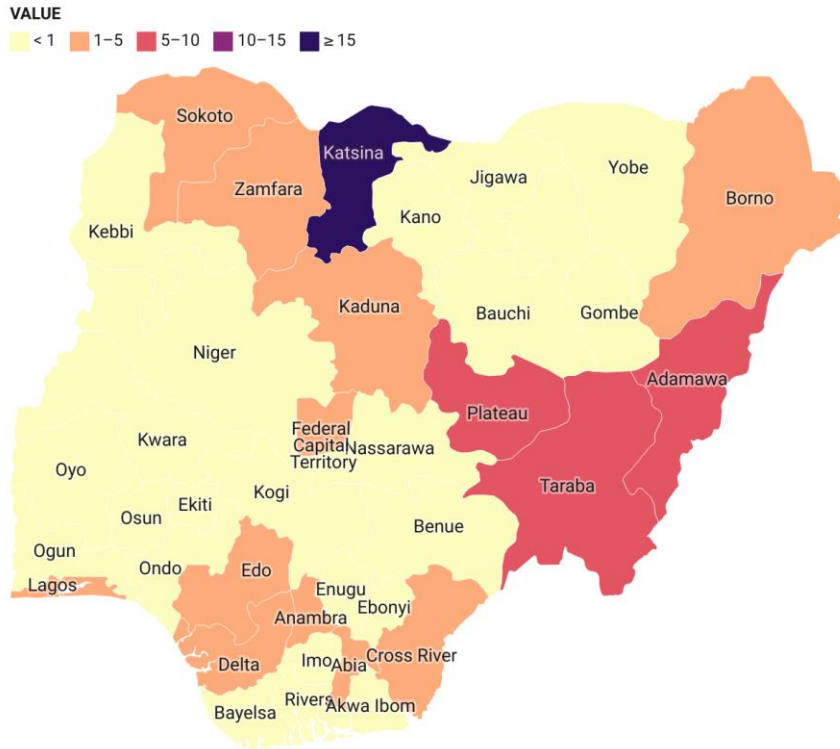 VALUE
< 1 1–5 5–10 10–15 ≥ 15
Sokoto
Katsina
Zamfara
Jigawa
Yobe
Borno
Kebbi
Kano
Kaduna
Bauchi
Gombe
Niger
Adamawa
Plateau
Federal
Capital
Territory
Nassarawa
Kwara
Oyo
Taraba
Kogi
Ekiti
Osun
Benue
Ogun
Ondo
Edo
Lagos
Enugu
Ebonyi
Anambra
Delta
Imo
Abia
Cross River
Rivers
Akwa Ibom
Bayelsa